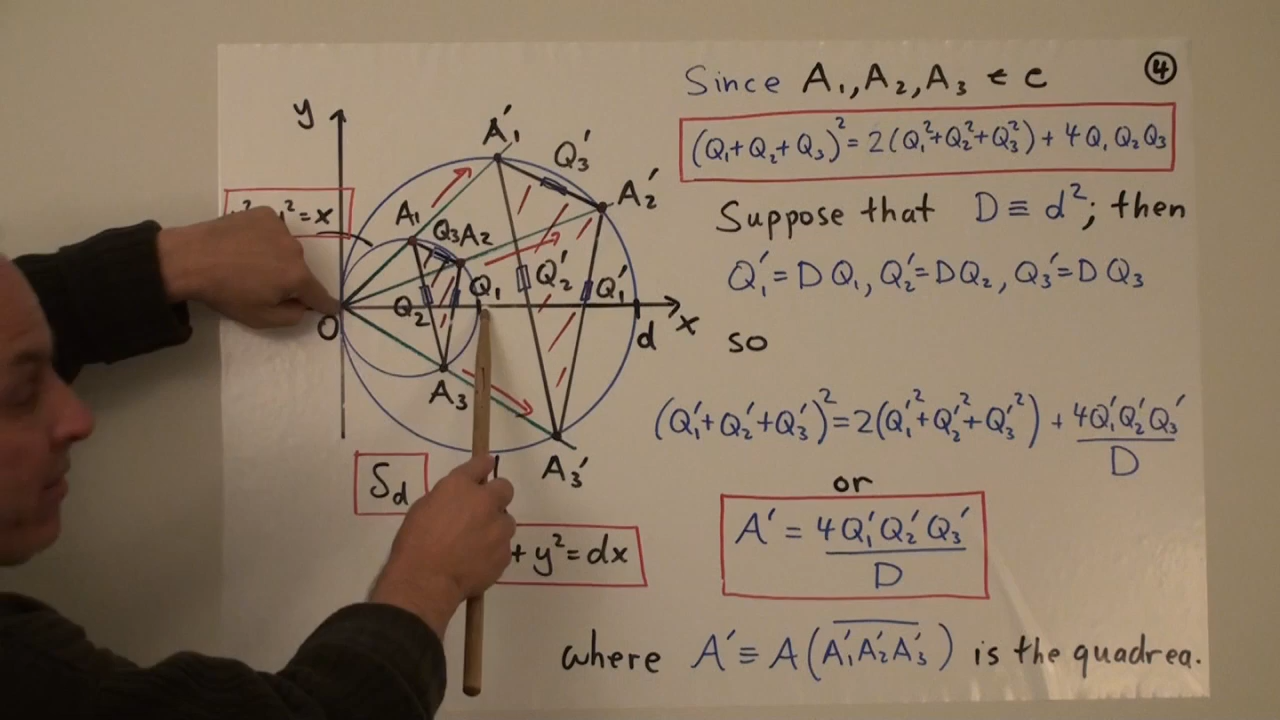 Since A₁, A₂, A₃ ∈ c ④
(Q₁+Q₂+Q₃)² = 2(Q₁²+Q₂²+Q₃²) + 4Q₁Q₂Q₃
Suppose that D ≡ d²; then
Q₁' = DQ₁, Q₂' = DQ₂, Q₃' = DQ₃
so
(Q₁'+Q₂'+Q₃')² = 2(Q₁'²+Q₂'²+Q₃'²) + 4Q₁'Q₂'Q₃' / D
or
A' = 4Q₁'Q₂'Q₃' / D
where A' ≡ A(A₁'A₂'A₃') is the quadrea.
y
A₁'
Q₃'
A₂'
² = x
A₁
Q₃
A₂
Q₂
Q₁
Q₂'
Q₁'
O
d
x
A₃
A₃'
S_d
+ y² = dx